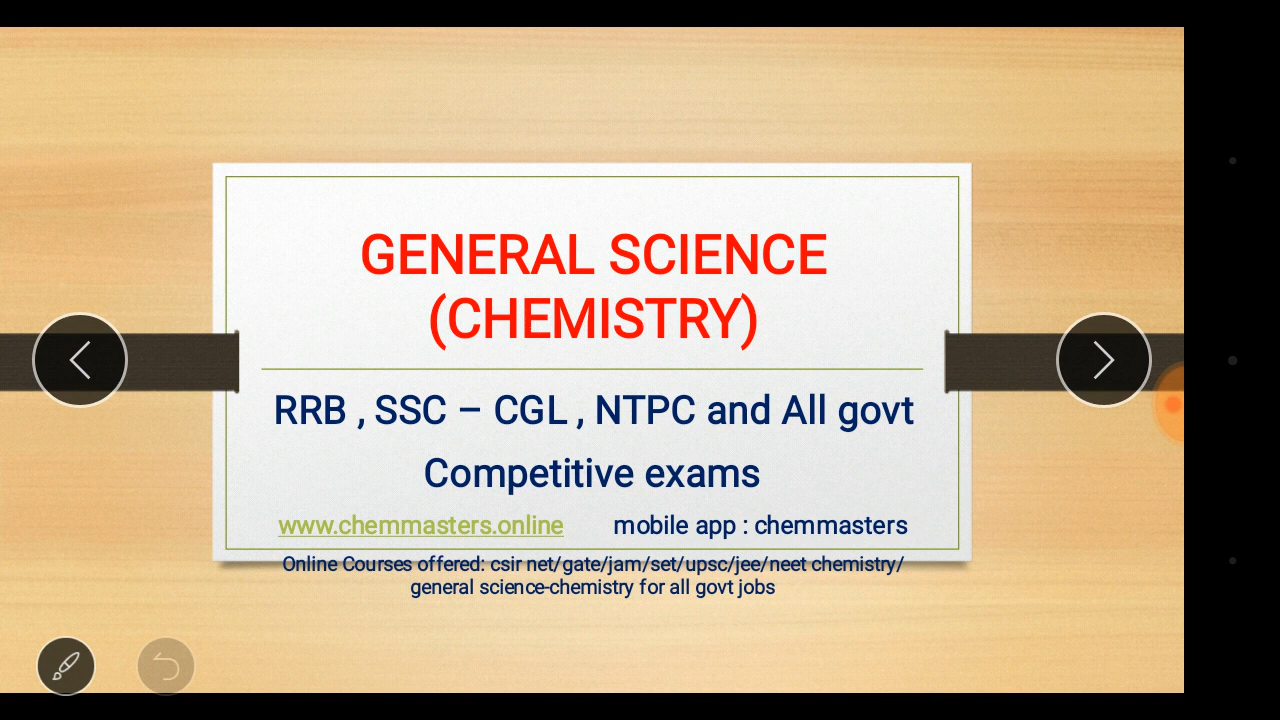 GENERAL SCIENCE
(CHEMISTRY)
RRB , SSC – CGL , NTPC and All govt
Competitive exams
www.chemmasters.online mobile app : chemmasters
Online Courses offered: csir net/gate/jam/set/upsc/jee/neet chemistry/
general science-chemistry for all govt jobs